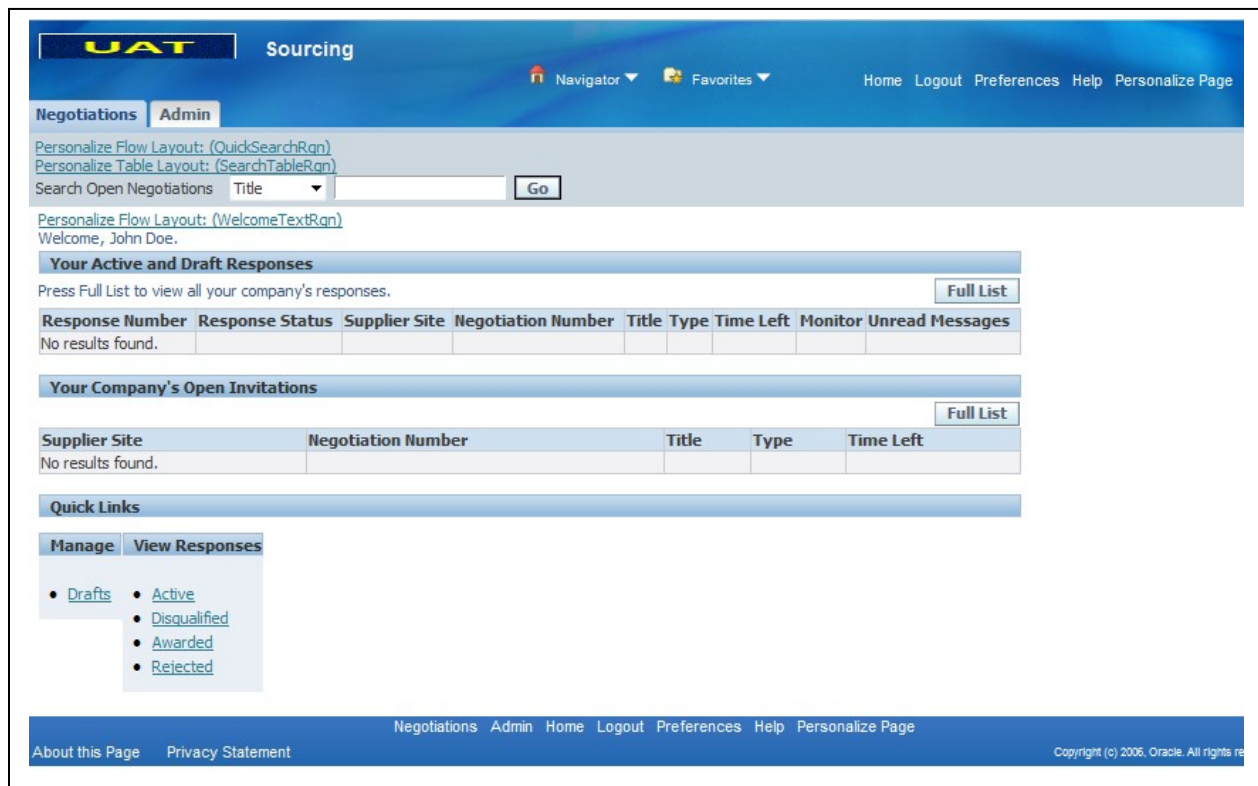 UAT Sourcing
Navigator Favorites Home Logout Preferences Help Personalize Page
Negotiations Admin
Personalize Flow Layout: (QuickSearchRgn)
Personalize Table Layout: (SearchTableRgn)
Search Open Negotiations Title Go
Personalize Flow Layout: (WelcomeTextRgn)
Welcome, John Doe.
Your Active and Draft Responses
Press Full List to view all your company's responses. Full List
Response Number Response Status Supplier Site Negotiation Number Title Type Time Left Monitor Unread Messages
No results found.
Your Company's Open Invitations
Full List
Supplier Site Negotiation Number Title Type Time Left
No results found.
Quick Links
Manage View Responses
• Drafts • Active
• Disqualified
• Awarded
• Rejected
Negotiations Admin Home Logout Preferences Help Personalize Page
About this Page Privacy Statement Copyright (c) 2006, Oracle. All rights re